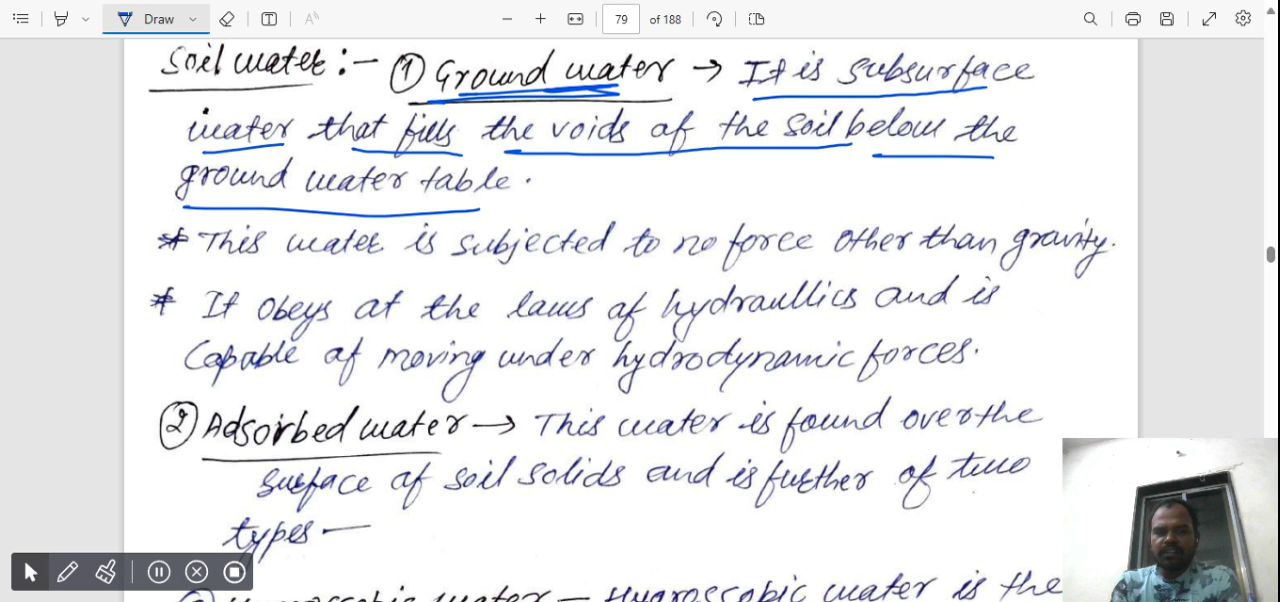 Draw
79 of 188
Soil water :- ① Ground water → It is subsurface
water that fills the voids of the soil below the
ground water table.
* This water is subjected to no force other than gravity.
* It obeys at the laws of hydraullics and is
Capable of moving under hydrodynamic forces.
② Adsorbed water → This water is found over the
surface of soil solids and is further of two
types —
water — Hygroscobic water is the